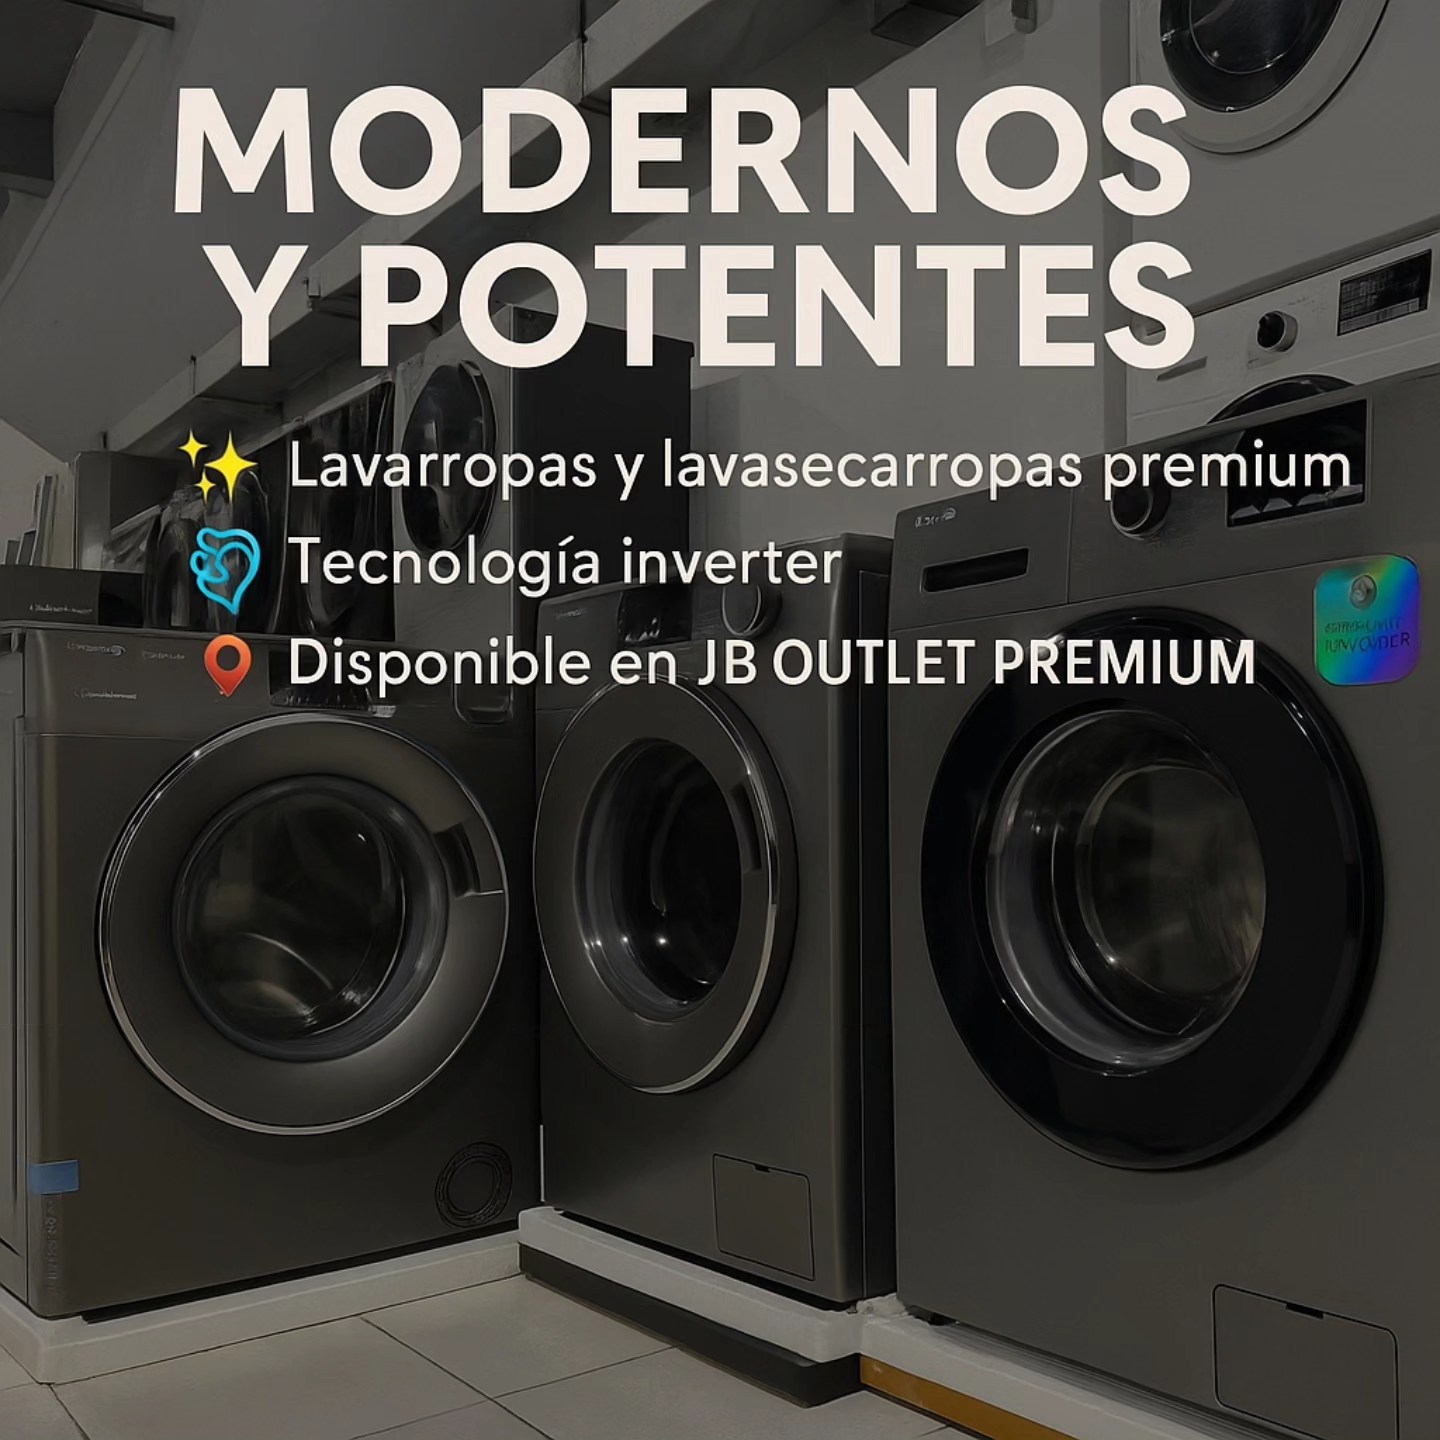 MODERNOS
Y POTENTES
Lavarropas y lavasecarropas premium
Tecnología inverter
Disponible en JB OUTLET PREMIUM